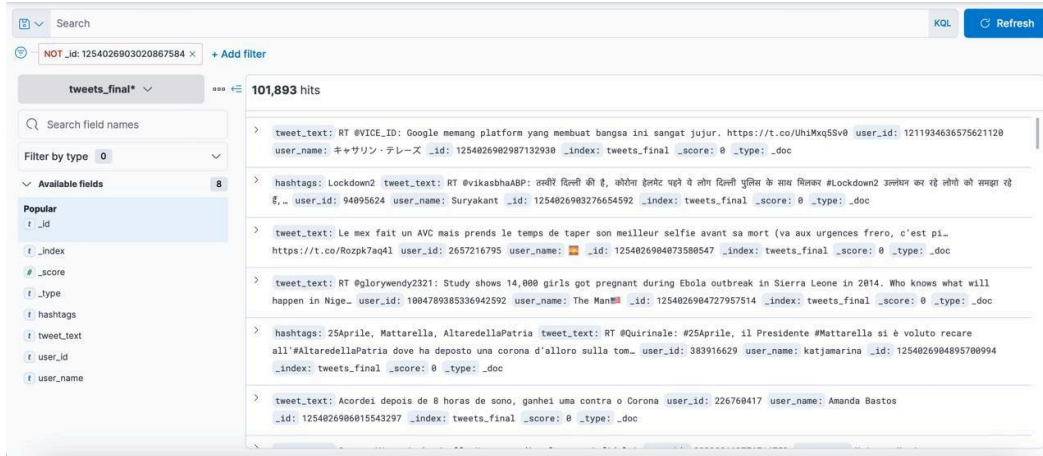 Search
KQL
Refresh
NOT _id: 1254026903020867584 ×
+ Add filter
tweets_final*
101,893 hits
Search field names
Filter by type 0
Available fields 8
Popular
t _id
t _index
# _score
t _type
t hashtags
t tweet_text
t user_id
t user_name
tweet_text: RT @VICE_ID: Google memang platform yang membuat bangsa ini sangat jujur. https://t.co/UhiMxq5Sv0 user_id: 1211934636575621120
user_name: キャサリン・テレーズ _id: 1254026902987132930 _index: tweets_final _score: 0 _type: _doc
hashtags: Lockdown2 tweet_text: RT @vikasbhaABP: तस्वीरें दिल्ली की है, कोरोना हेलमेट पहने ये लोग दिल्ली पुलिस के साथ मिलकर #Lockdown2 उल्लंघन कर रहे लोगो को समझा रहे
हैं,… user_id: 94095624 user_name: Suryakant _id: 1254026903276654592 _index: tweets_final _score: 0 _type: _doc
tweet_text: Le mex fait un AVC mais prends le temps de taper son meilleur selfie avant sa mort (va aux urgences frero, c'est pi…
https://t.co/Rozpk7aq4l user_id: 2657216795 user_name: 🌅 _id: 1254026904073580547 _index: tweets_final _score: 0 _type: _doc
tweet_text: RT @glorywendy2321: Study shows 14,000 girls got pregnant during Ebola outbreak in Sierra Leone in 2014. Who knows what will
happen in Nige… user_id: 1004789385336942592 user_name: The Man🇺🇸 _id: 1254026904727957514 _index: tweets_final _score: 0 _type: _doc
hashtags: 25Aprile, Mattarella, AltaredellaPatria tweet_text: RT @Quirinale: #25Aprile, il Presidente #Mattarella si è voluto recare
all'#AltaredellaPatria dove ha deposto una corona d'alloro sulla tom… user_id: 383916629 user_name: katjamarina _id: 1254026904895700994
_index: tweets_final _score: 0 _type: _doc
tweet_text: Acordei depois de 8 horas de sono, ganhei uma contra o Corona user_id: 226760417 user_name: Amanda Bastos
_id: 1254026906015543297 _index: tweets_final _score: 0 _type: _doc